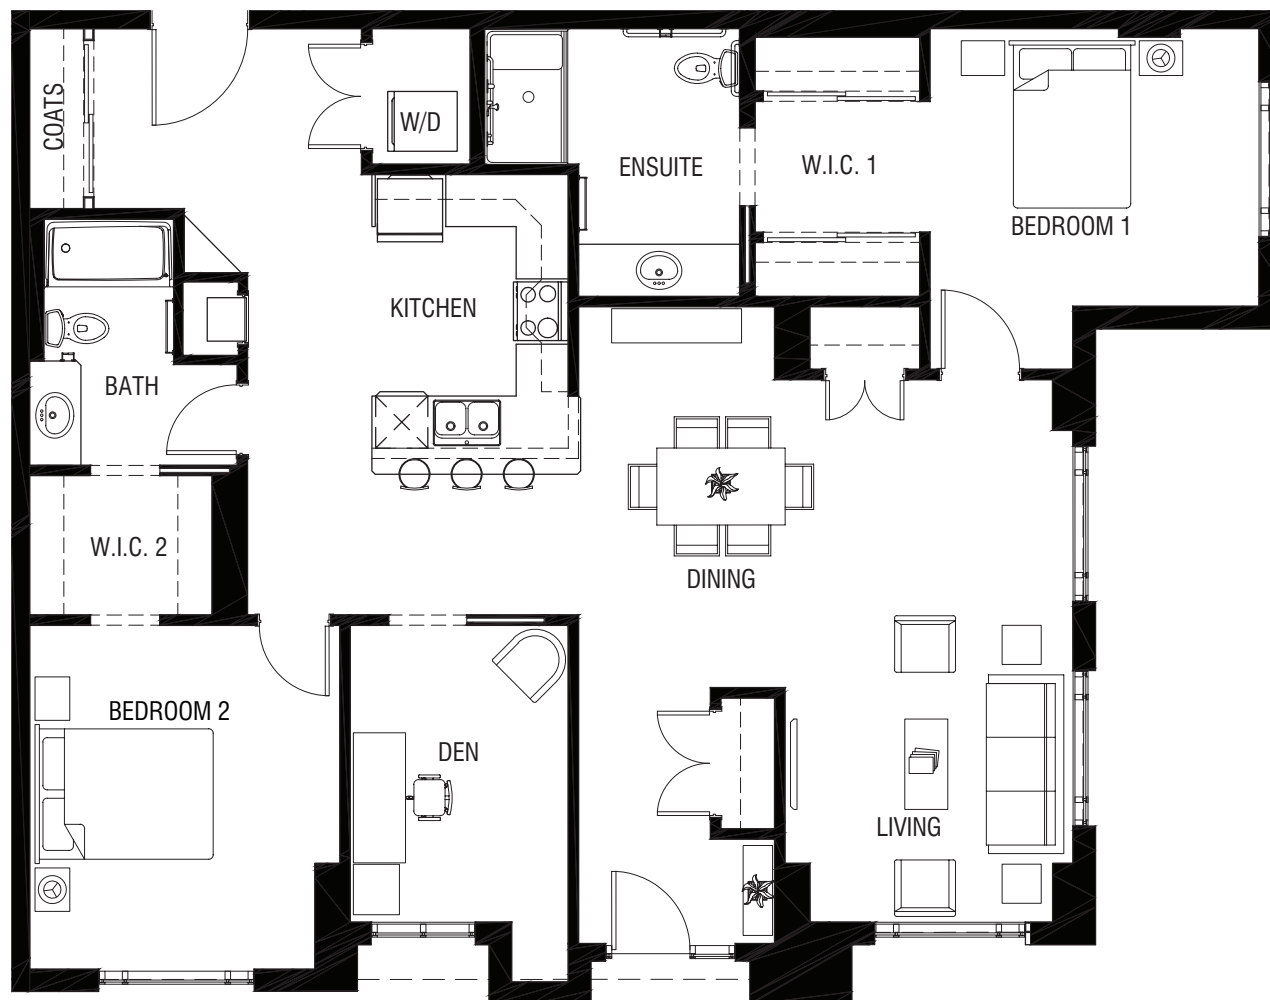 COATS
W/D
ENSUITE
W.I.C. 1
BEDROOM 1
KITCHEN
BATH
W.I.C. 2
DINING
BEDROOM 2
DEN
LIVING